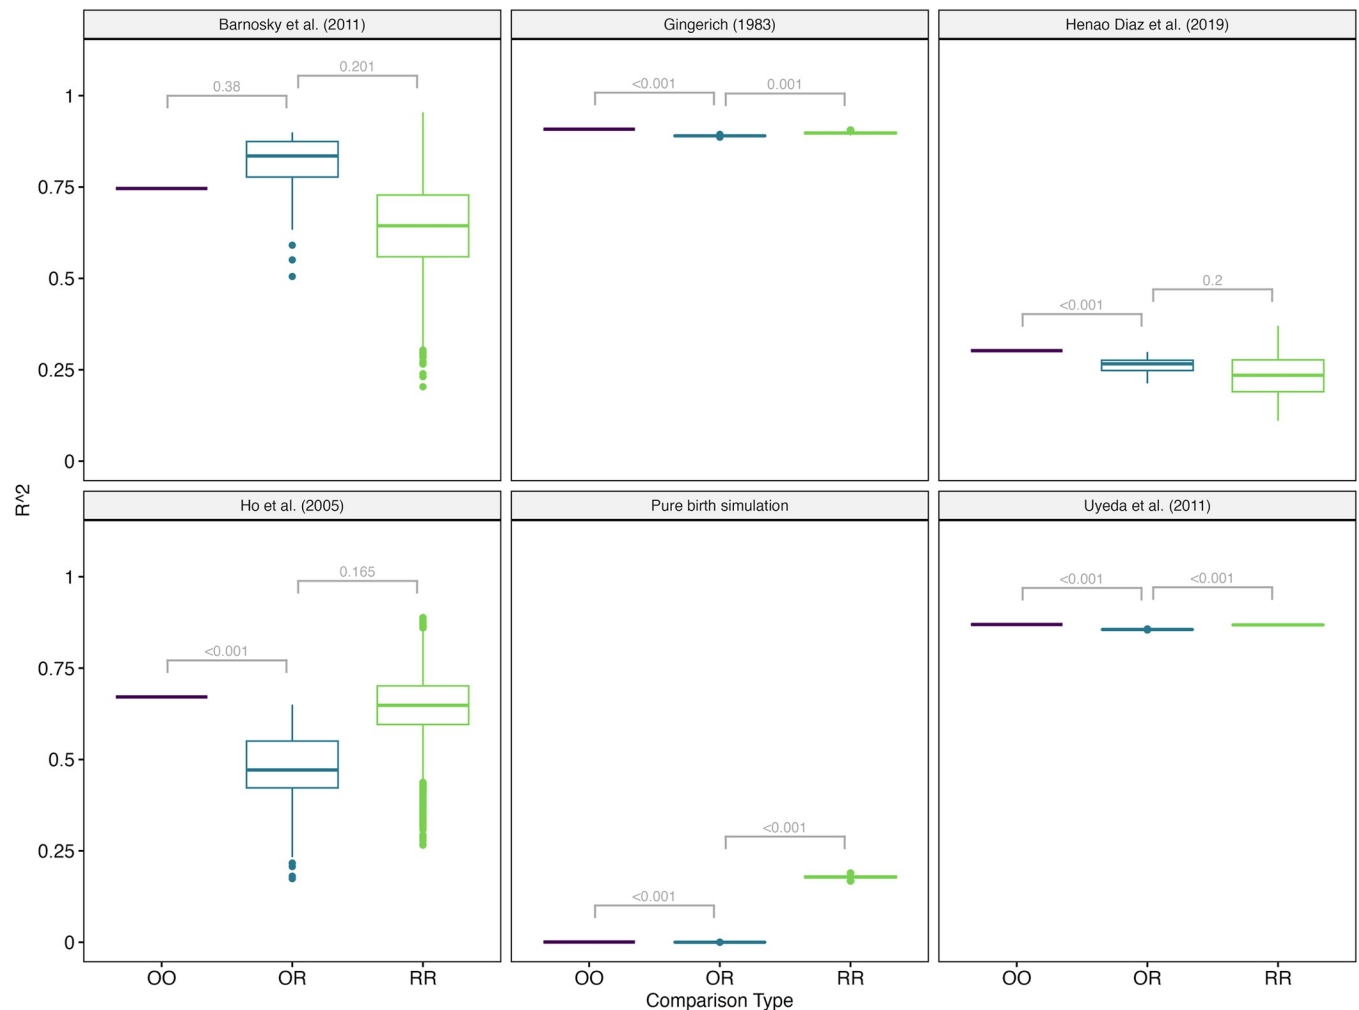 Barnosky et al. (2011)
Gingerich (1983)
Henao Diaz et al. (2019)
0.38
0.201
<0.001
0.001
<0.001
0.2
1
0.75
0.5
0.25
0
R^2
Ho et al. (2005)
Pure birth simulation
Uyeda et al. (2011)
<0.001
0.165
<0.001
<0.001
<0.001
<0.001
1
0.75
0.5
0.25
0
OO OR RR
OO OR RR
OO OR RR
Comparison Type